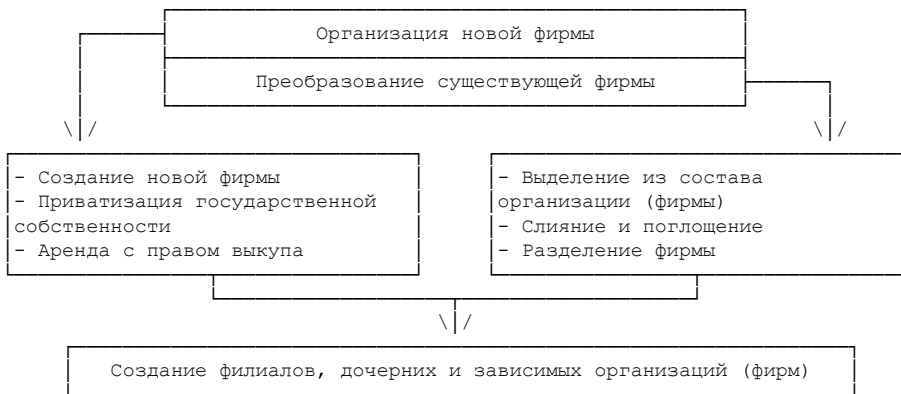 Организация новой фирмы
Преобразование существующей фирмы
- Создание новой фирмы
- Приватизация государственной
собственности
- Аренда с правом выкупа
- Выделение из состава
организации (фирмы)
- Слияние и поглощение
- Разделение фирмы
Создание филиалов, дочерних и зависимых организаций (фирм)